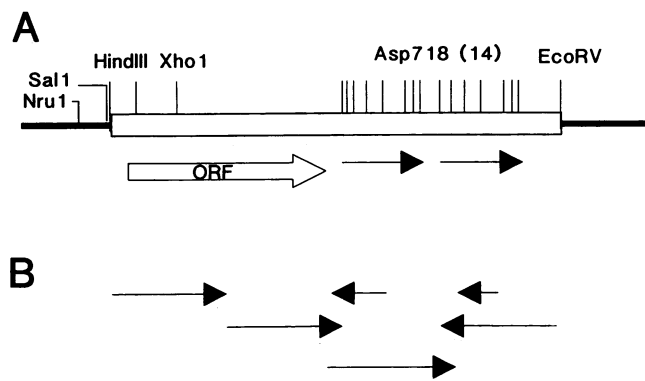 A
HindIII Xho1 Asp718 (14) EcoRV
Sal1
Nru1
ORF
B